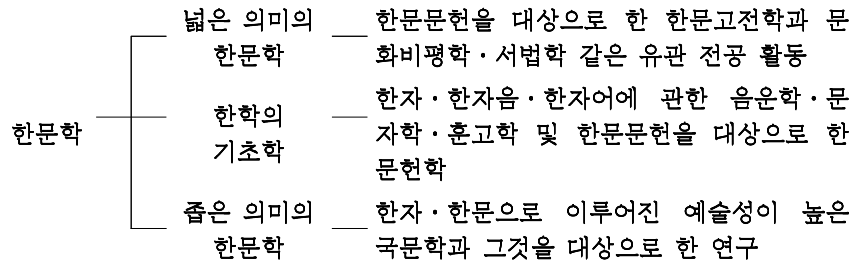 넓은 의미의
한문학
한문문헌을 대상으로 한 한문고전학과 문
화비평학·서법학 같은 유관 전공 활동
한문학
한학의
기초학
한자·한자음·한자어에 관한 음운학·문
자학·훈고학 및 한문문헌을 대상으로 한
문헌학
좁은 의미의
한문학
한자·한문으로 이루어진 예술성이 높은
국문학과 그것을 대상으로 한 연구